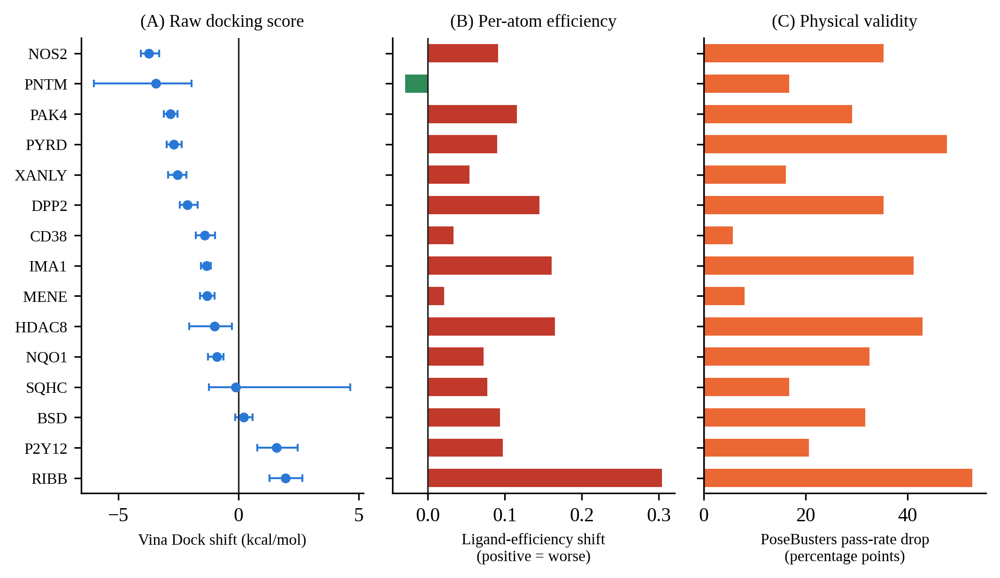 (A) Raw docking score
(B) Per-atom efficiency
(C) Physical validity
NOS2
PNTM
PAK4
PYRD
XANLY
DPP2
CD38
IMA1
MENE
HDAC8
NQO1
SQHC
BSD
P2Y12
RIBB
−5 0 5
0.0 0.1 0.2 0.3
0 20 40
Vina Dock shift (kcal/mol)
Ligand-efficiency shift
(positive = worse)
PoseBusters pass-rate drop
(percentage points)